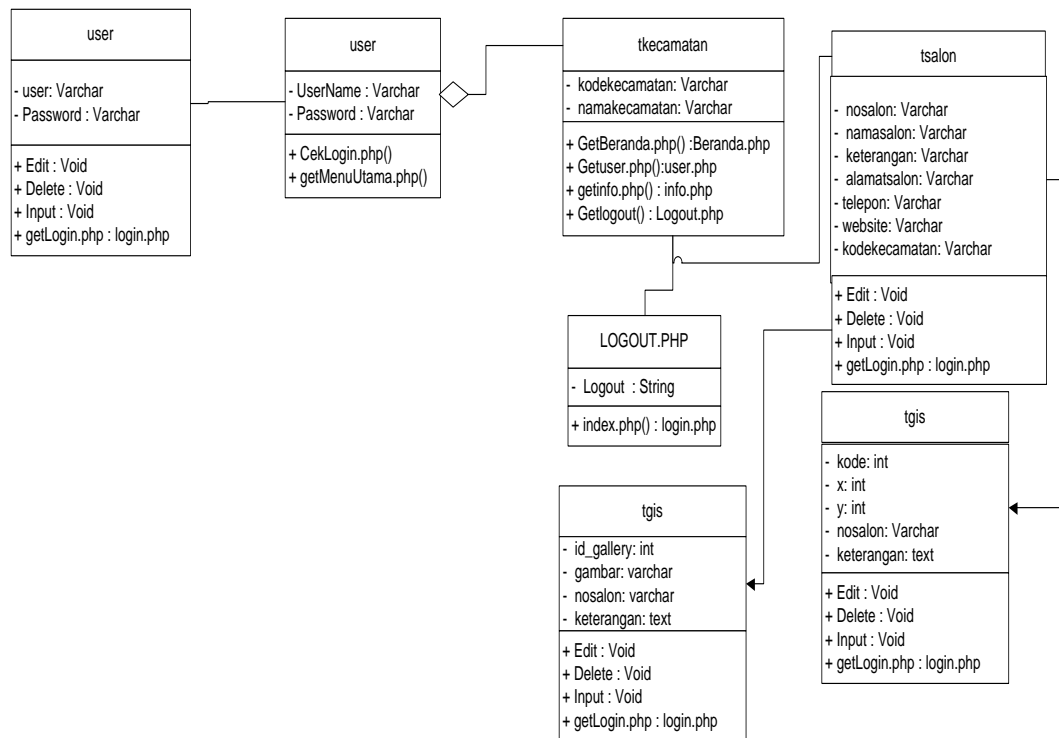 user
- user: Varchar
- Password : Varchar
+ Edit : Void
+ Delete : Void
+ Input : Void
+ getLogin.php : login.php
user
- UserName : Varchar
- Password : Varchar
+ CekLogin.php()
+ getMenuUtama.php()
tkecamatan
- kodekecamatan: Varchar
- namakecamatan: Varchar
+ GetBeranda.php() :Beranda.php
+ Getuser.php():user.php
+ getinfo.php() : info.php
+ Getlogout() : Logout.php
tsalon
- nosalon: Varchar
- namasalon: Varchar
- keterangan: Varchar
- alamatsalon: Varchar
- telepon: Varchar
- website: Varchar
- kodekecamatan: Varchar
+ Edit : Void
+ Delete : Void
+ Input : Void
+ getLogin.php : login.php
LOGOUT.PHP
- Logout : String
+ index.php() : login.php
tgis
- id_gallery: int
- gambar: varchar
- nosalon: varchar
- keterangan: text
+ Edit : Void
+ Delete : Void
+ Input : Void
+ getLogin.php : login.php
tgis
- kode: int
- x: int
- y: int
- nosalon: Varchar
- keterangan: text
+ Edit : Void
+ Delete : Void
+ Input : Void
+ getLogin.php : login.php